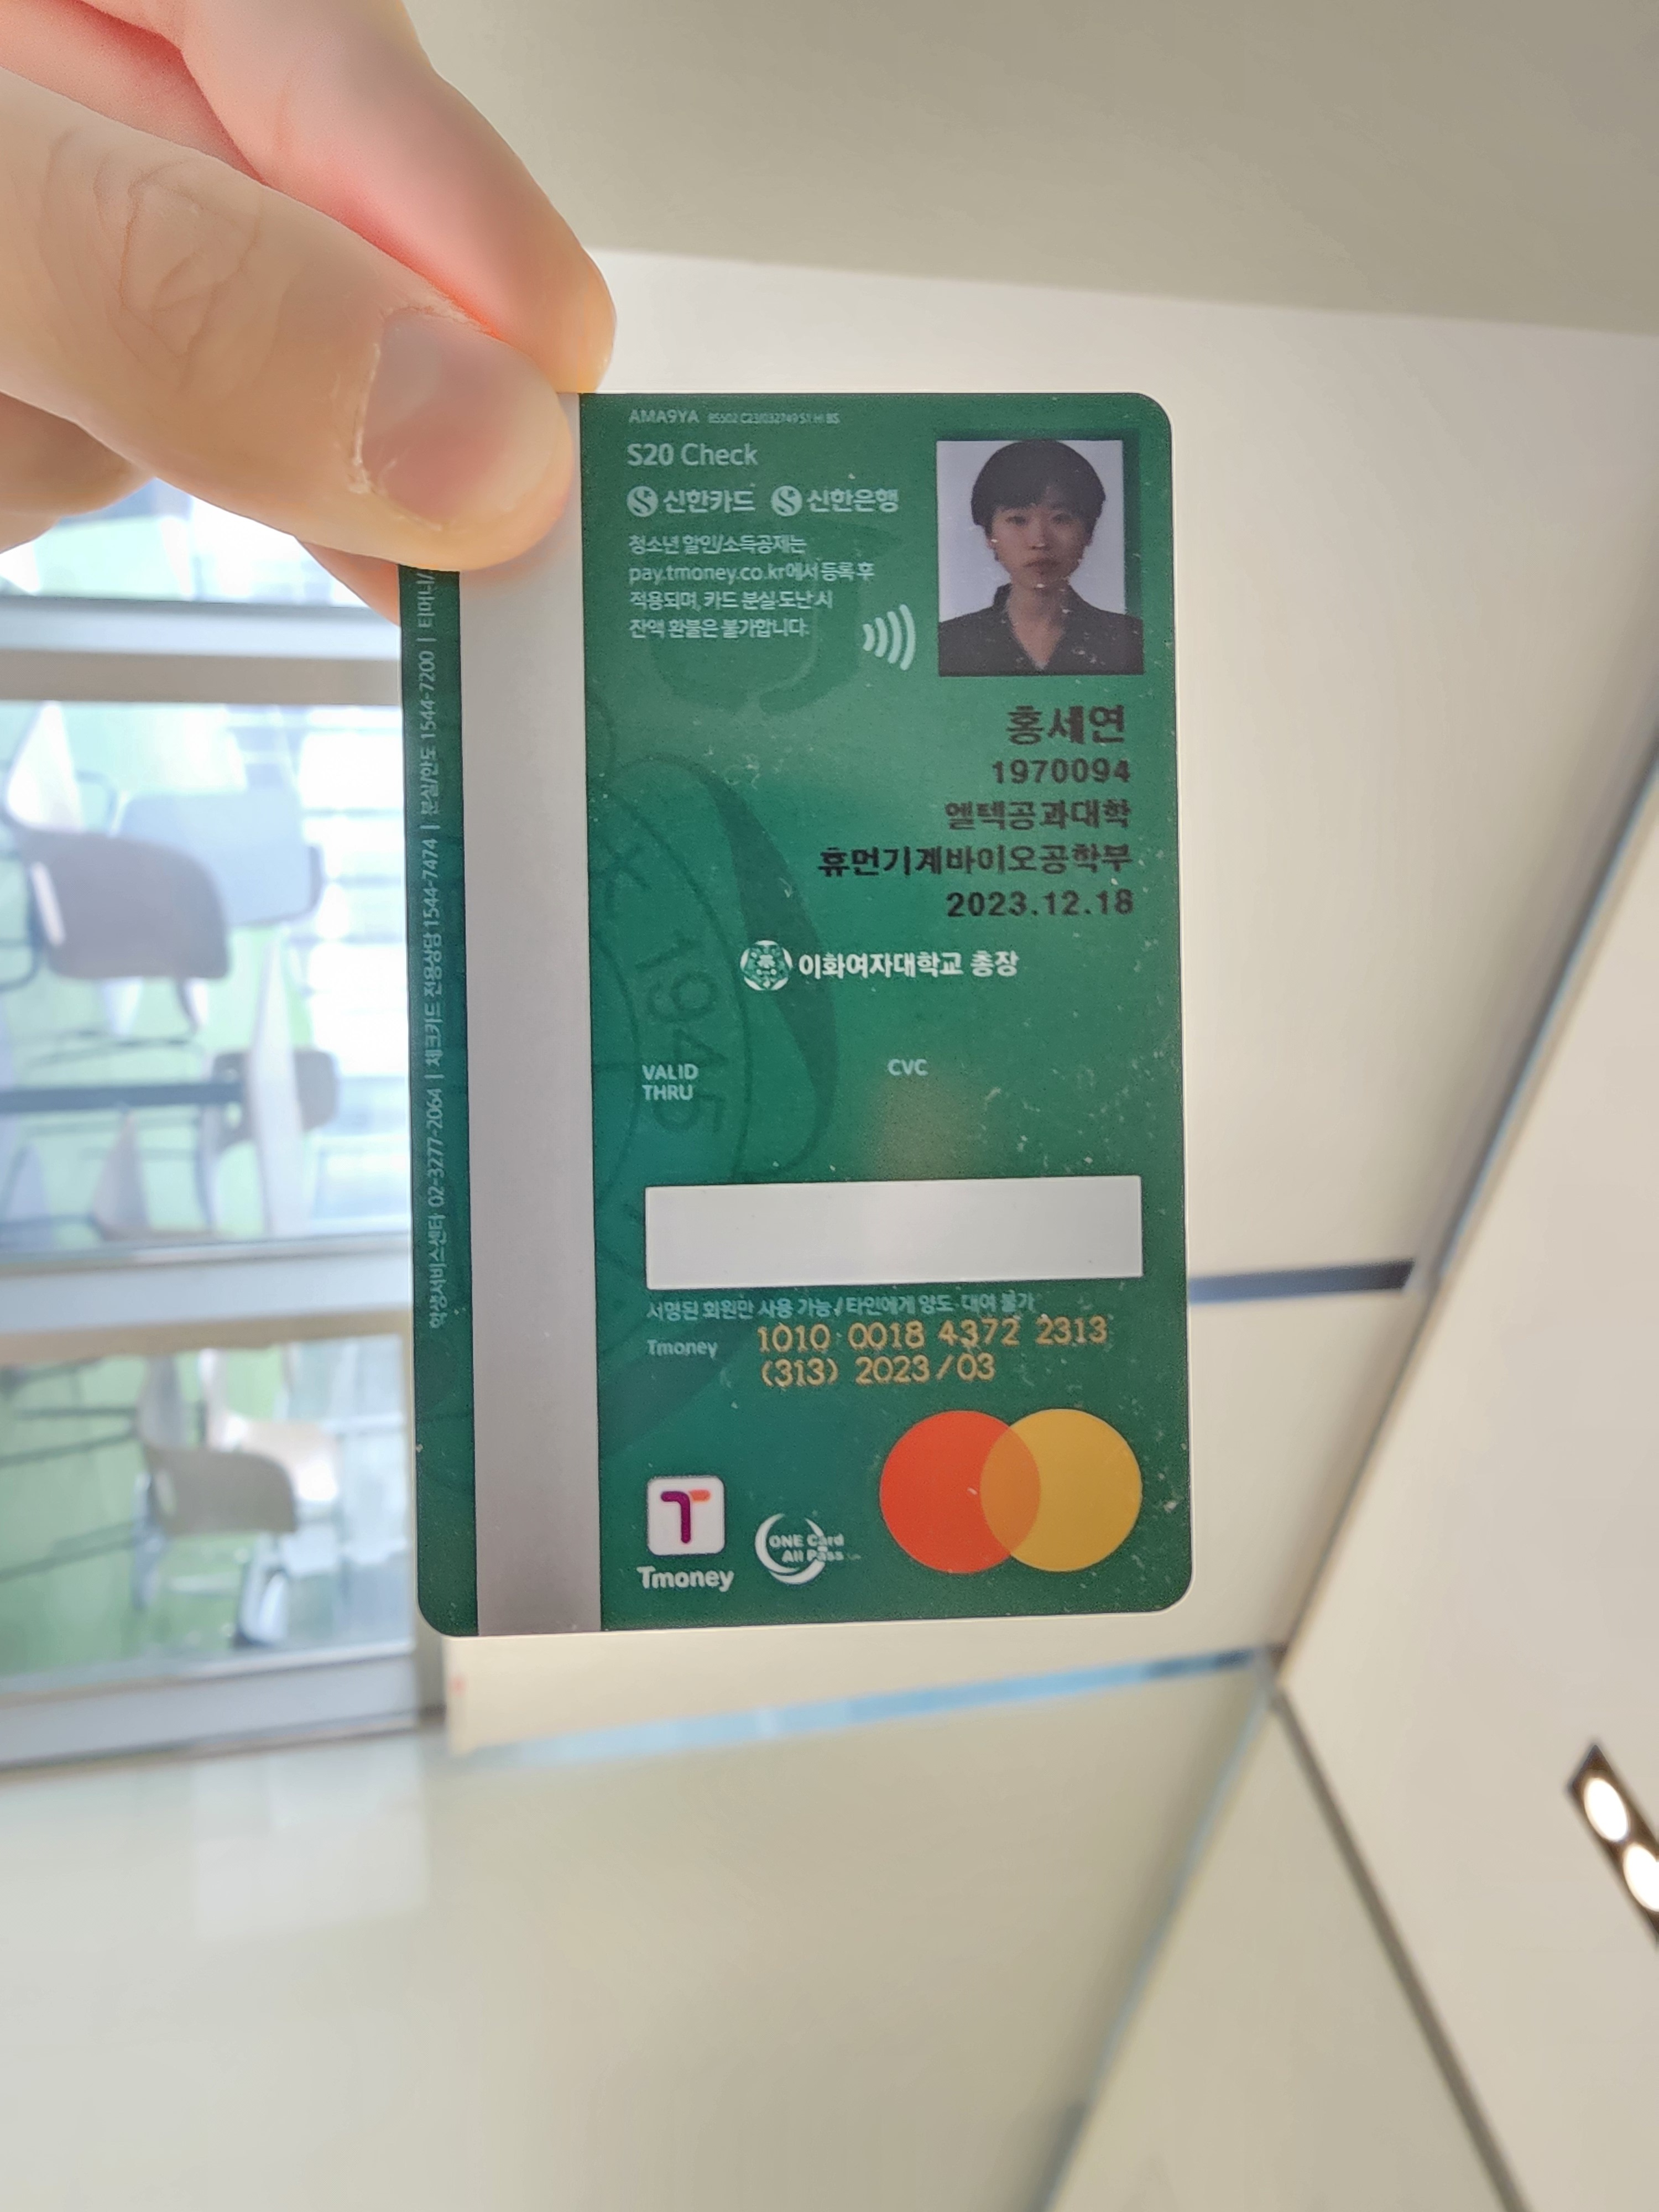 AMA9YA
S20 Check
신한카드 신한은행
청소년 할인/소득공제는
pay.tmoney.co.kr에서 등록 후
적용되며, 카드 분실·도난 시
잔액 환불은 불가합니다.
홍세연
1970094
엘텍공과대학
휴먼기계바이오공학부
2023.12.18
이화여자대학교 총장
1945
VALID
THRU
CVC
서명된 회원만 사용 가능 / 타인에게 양도·대여 불가
Tmoney 1010 0018 4372 2313
(313) 2023/03
T
Tmoney
ONE Card
All Pass
학생서비스센터 02-3277-2064 | 체크카드 전용상담 1544-7474 | 분실/한도 1544-7200 | 티머니/